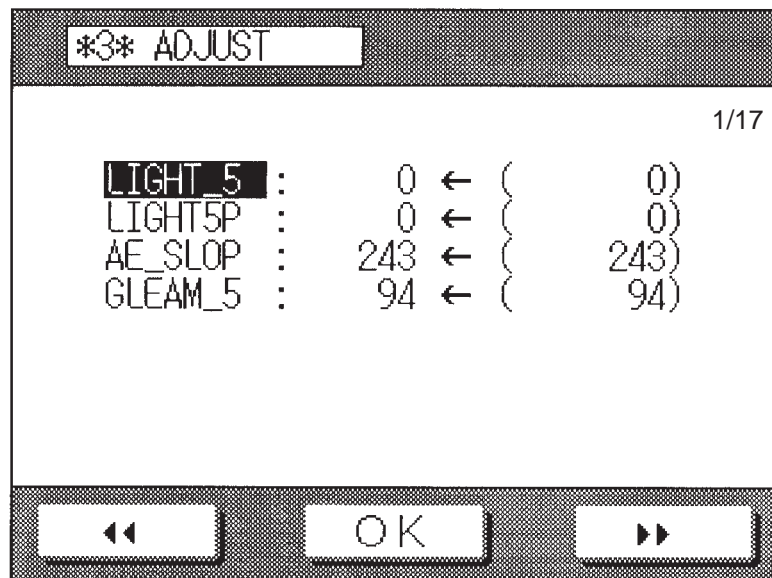 *3* ADJUST
1/17
LIGHT_5 : 0 ← ( 0)
LIGHT5P : 0 ← ( 0)
AE_SLOP : 243 ← ( 243)
GLEAM_5 : 94 ← ( 94)
OK